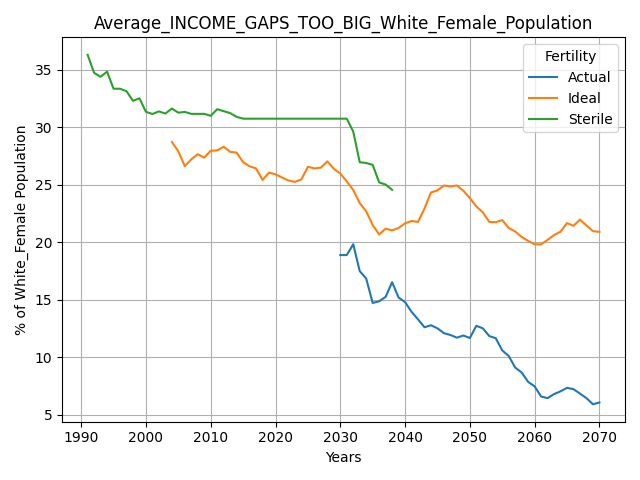 Average_INCOME_GAPS_TOO_BIG_White_Female_Population
Fertility
Actual
Ideal
Sterile
% of White_Female Population
35
30
25
20
15
10
5
1990 2000 2010 2020 2030 2040 2050 2060 2070
Years